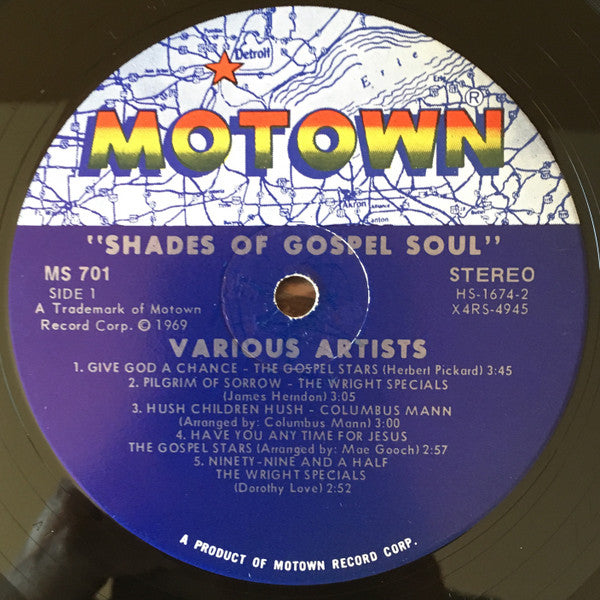 Detroit
Erie
MOTOWN®
Akron
Canton
"SHADES OF GOSPEL SOUL"
MS 701
STEREO
SIDE 1
HS-1674-2
A Trademark of Motown
X4RS-4945
Record Corp. © 1969
VARIOUS ARTISTS
1. GIVE GOD A CHANCE - THE GOSPEL STARS (Herbert Pickard) 3:45
2. PILGRIM OF SORROW - THE WRIGHT SPECIALS
(James Herndon) 3:05
3. HUSH CHILDREN HUSH - COLUMBUS MANN
(Arranged by: Columbus Mann) 3:00
4. HAVE YOU ANY TIME FOR JESUS
THE GOSPEL STARS (Arranged by: Mae Gooch) 2:57
5. NINETY-NINE AND A HALF
THE WRIGHT SPECIALS
(Dorothy Love) 2:52
A PRODUCT OF MOTOWN RECORD CORP.